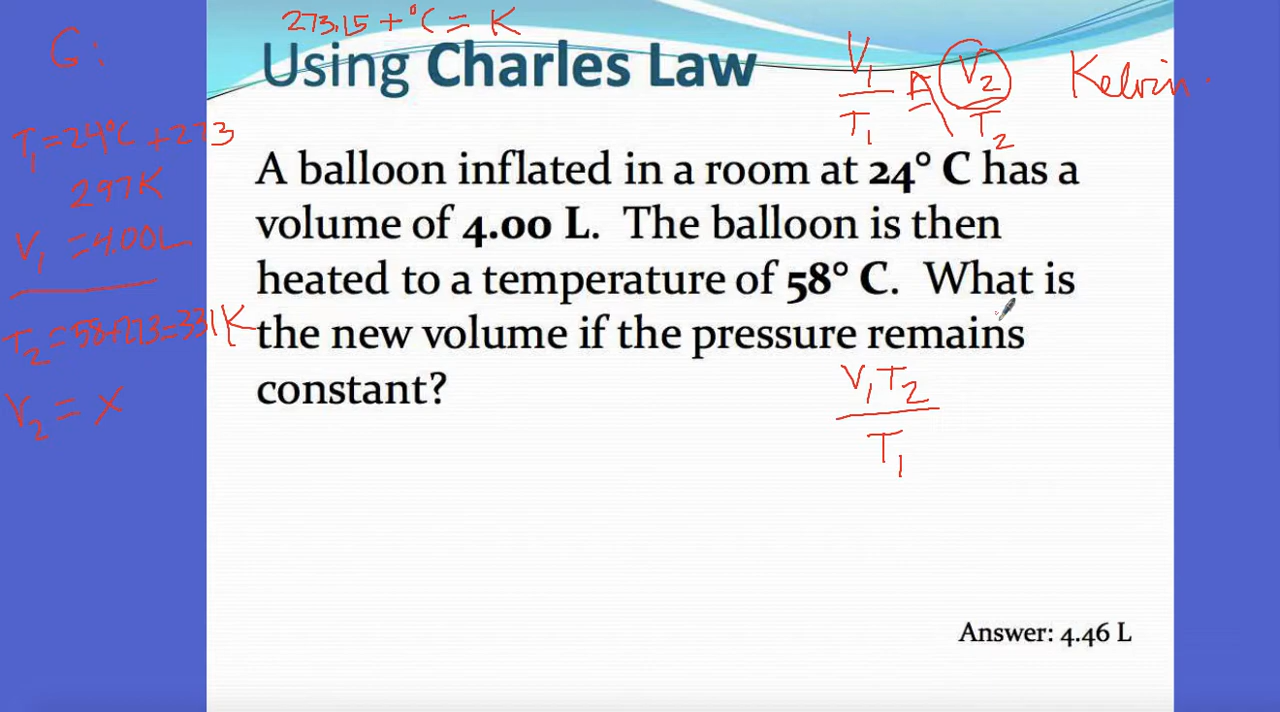 273.15 + °C = K
G:
Using Charles Law
V1/T1 = V2/T2
Kelvin.
T1 = 24°C + 273
297K
V1 = 4.00L
T2 = 58+273=331K
V2 = X
A balloon inflated in a room at 24° C has a
volume of 4.00 L. The balloon is then
heated to a temperature of 58° C. What is
the new volume if the pressure remains
constant?
V1T2
T1
Answer: 4.46 L